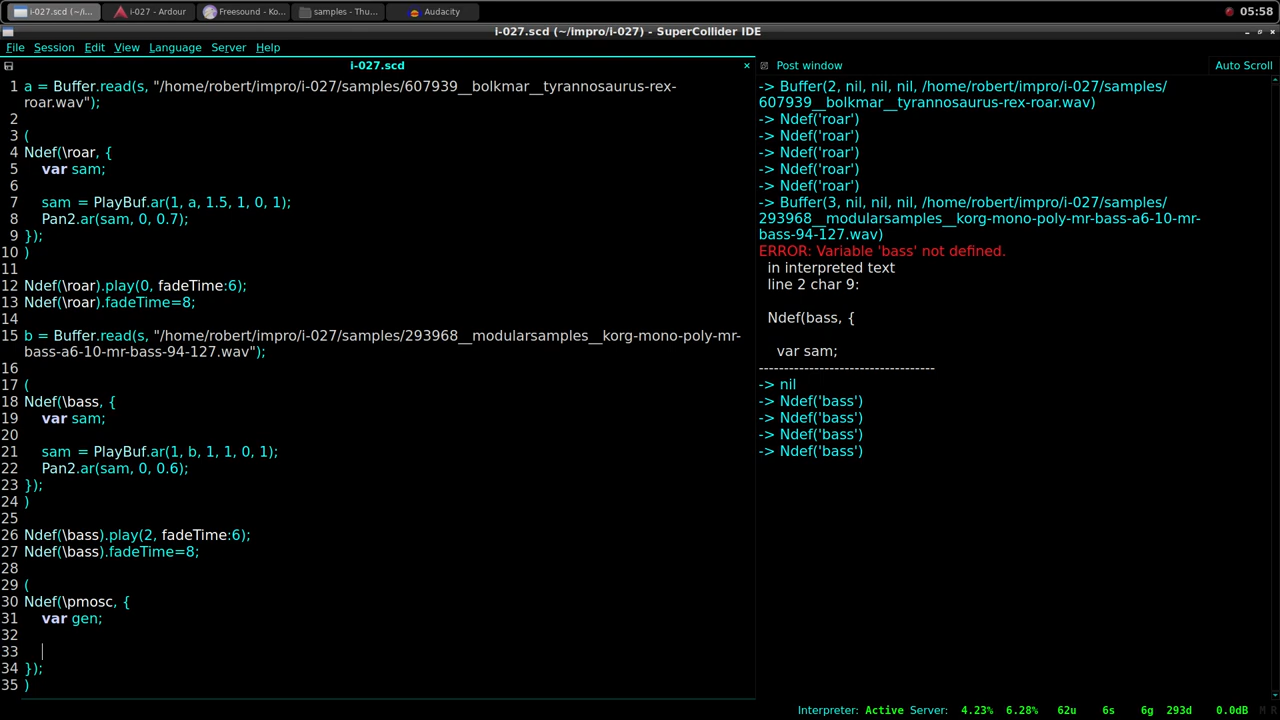 i-027.scd (~/i...
i-027 - Ardour
Freesound - Ko...
samples - Thu...
Audacity
05:58
i-027.scd (~/impro/i-027) - SuperCollider IDE
File Session Edit View Language Server Help
i-027.scd
1 a = Buffer.read(s, "/home/robert/impro/i-027/samples/607939__bolkmar__tyrannosaurus-rex-
roar.wav");
2
3 (
4 Ndef(\roar, {
5 var sam;
6
7 sam = PlayBuf.ar(1, a, 1.5, 1, 0, 1);
8 Pan2.ar(sam, 0, 0.7);
9 });
10 )
11
12 Ndef(\roar).play(0, fadeTime:6);
13 Ndef(\roar).fadeTime=8;
14
15 b = Buffer.read(s, "/home/robert/impro/i-027/samples/293968__modularsamples__korg-mono-poly-mr-
bass-a6-10-mr-bass-94-127.wav");
16
17 (
18 Ndef(\bass, {
19 var sam;
20
21 sam = PlayBuf.ar(1, b, 1, 1, 0, 1);
22 Pan2.ar(sam, 0, 0.6);
23 });
24 )
25
26 Ndef(\bass).play(2, fadeTime:6);
27 Ndef(\bass).fadeTime=8;
28
29 (
30 Ndef(\pmosc, {
31 var gen;
32
33
34 });
35 )
Post window
Auto Scroll
-> Buffer(2, nil, nil, nil, /home/robert/impro/i-027/samples/
607939__bolkmar__tyrannosaurus-rex-roar.wav)
-> Ndef('roar')
-> Ndef('roar')
-> Ndef('roar')
-> Ndef('roar')
-> Ndef('roar')
-> Buffer(3, nil, nil, nil, /home/robert/impro/i-027/samples/
293968__modularsamples__korg-mono-poly-mr-bass-a6-10-mr-
bass-94-127.wav)
ERROR: Variable 'bass' not defined.
in interpreted text
line 2 char 9:
Ndef(bass, {
var sam;
-----------------------------------
-> nil
-> Ndef('bass')
-> Ndef('bass')
-> Ndef('bass')
-> Ndef('bass')
Interpreter: Active Server: 4.23% 6.28% 62u 6s 6g 293d 0.0dB M R